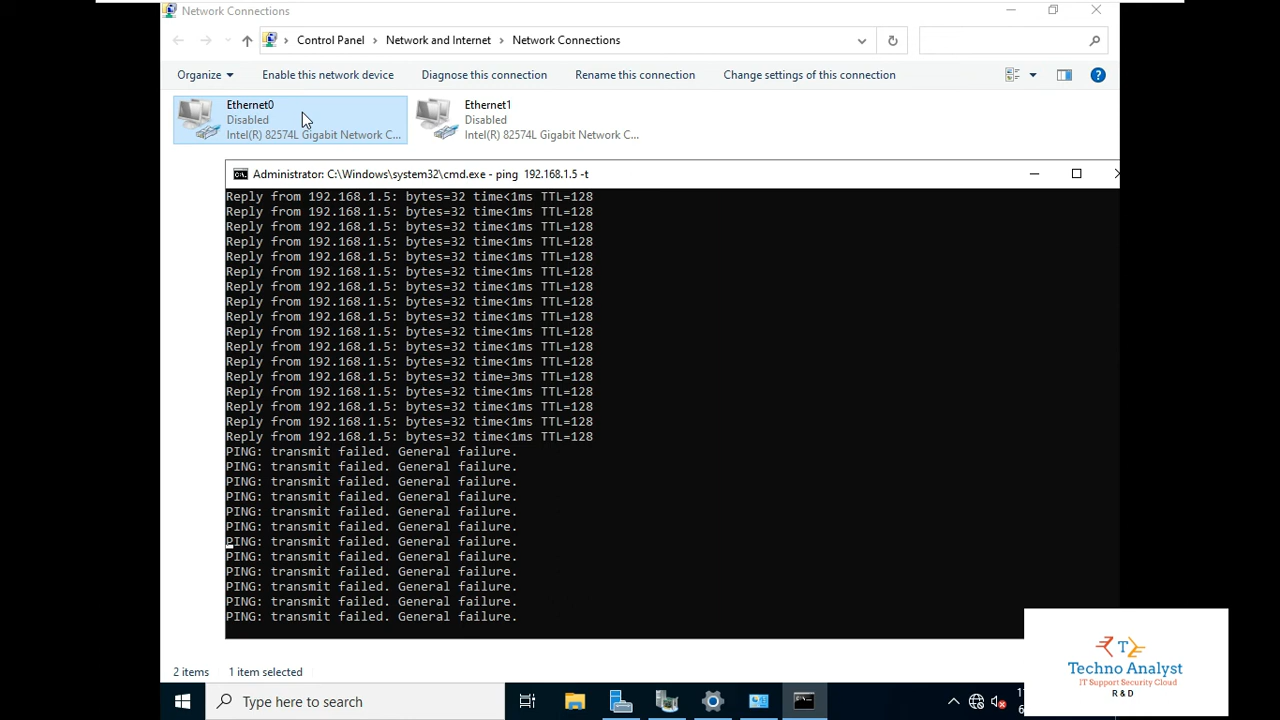 Network Connections
Control Panel
Network and Internet
Network Connections
Organize
Enable this network device
Diagnose this connection
Rename this connection
Change settings of this connection
Ethernet0
Disabled
Intel(R) 82574L Gigabit Network C...
Ethernet1
Disabled
Intel(R) 82574L Gigabit Network C...
Administrator: C:\Windows\system32\cmd.exe - ping 192.168.1.5 -t
Reply from 192.168.1.5: bytes=32 time<1ms TTL=128
Reply from 192.168.1.5: bytes=32 time<1ms TTL=128
Reply from 192.168.1.5: bytes=32 time<1ms TTL=128
Reply from 192.168.1.5: bytes=32 time<1ms TTL=128
Reply from 192.168.1.5: bytes=32 time<1ms TTL=128
Reply from 192.168.1.5: bytes=32 time<1ms TTL=128
Reply from 192.168.1.5: bytes=32 time<1ms TTL=128
Reply from 192.168.1.5: bytes=32 time<1ms TTL=128
Reply from 192.168.1.5: bytes=32 time<1ms TTL=128
Reply from 192.168.1.5: bytes=32 time<1ms TTL=128
Reply from 192.168.1.5: bytes=32 time<1ms TTL=128
Reply from 192.168.1.5: bytes=32 time<1ms TTL=128
Reply from 192.168.1.5: bytes=32 time=3ms TTL=128
Reply from 192.168.1.5: bytes=32 time<1ms TTL=128
Reply from 192.168.1.5: bytes=32 time<1ms TTL=128
Reply from 192.168.1.5: bytes=32 time<1ms TTL=128
Reply from 192.168.1.5: bytes=32 time<1ms TTL=128
PING: transmit failed. General failure.
PING: transmit failed. General failure.
PING: transmit failed. General failure.
PING: transmit failed. General failure.
PING: transmit failed. General failure.
PING: transmit failed. General failure.
PING: transmit failed. General failure.
PING: transmit failed. General failure.
PING: transmit failed. General failure.
PING: transmit failed. General failure.
PING: transmit failed. General failure.
PING: transmit failed. General failure.
2 items
1 item selected
Type here to search
T
Techno Analyst
IT Support Security Cloud
R & D